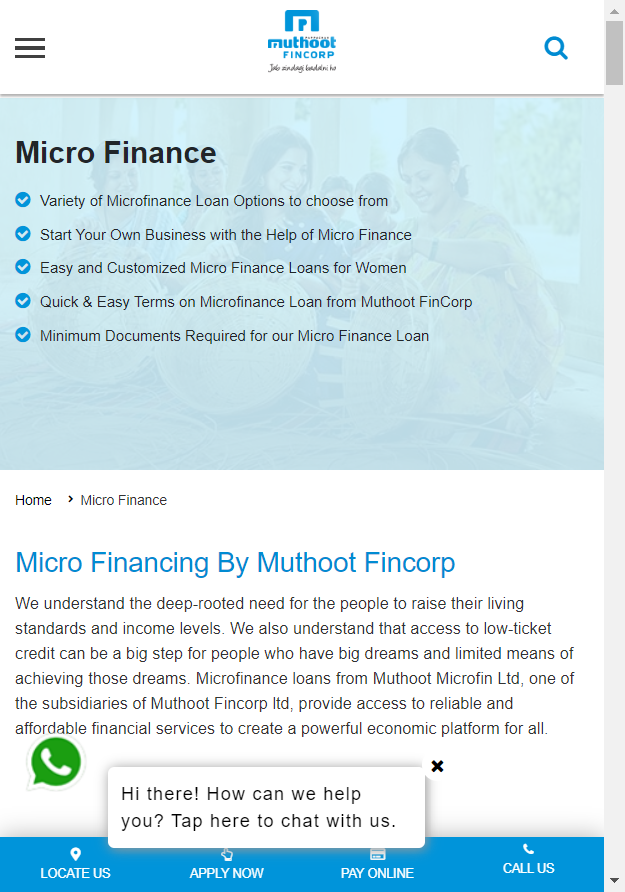 muthoot
FINCORP
Micro Finance
Variety of Microfinance Loan Options to choose from
Start Your Own Business with the Help of Micro Finance
Easy and Customized Micro Finance Loans for Women
Quick & Easy Terms on Microfinance Loan from Muthoot FinCorp
Minimum Documents Required for our Micro Finance Loan
Home > Micro Finance
Micro Financing By Muthoot Fincorp
We understand the deep-rooted need for the people to raise their living
standards and income levels. We also understand that access to low-ticket
credit can be a big step for people who have big dreams and limited means of
achieving those dreams. Microfinance loans from Muthoot Microfin Ltd, one of
the subsidiaries of Muthoot Fincorp ltd, provide access to reliable and
affordable financial services to create a powerful economic platform for all.
Hi there! How can we help
you? Tap here to chat with us.
LOCATE US APPLY NOW PAY ONLINE CALL US